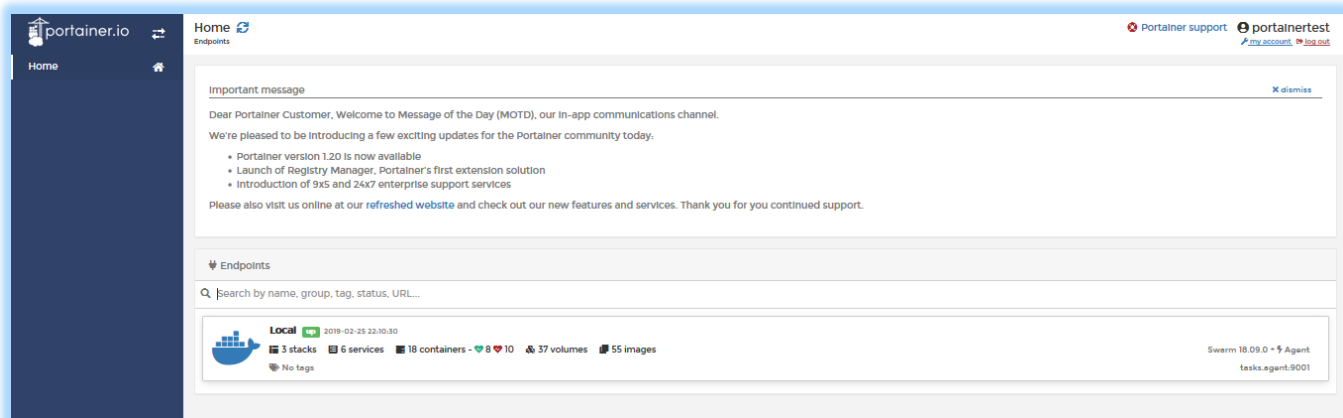 portainer.io
Home
Home
Endpoints
Portainer support
portainertest
my account log out
Important message
dismiss
Dear Portainer Customer, Welcome to Message of the Day (MOTD), our in-app communications channel.
We're pleased to be introducing a few exciting updates for the Portainer community today:
• Portainer version 1.20 is now available
• Launch of Registry Manager, Portainer's first extension solution
• Introduction of 9x5 and 24x7 enterprise support services
Please also visit us online at our refreshed website and check out our new features and services. Thank you for you continued support.
Endpoints
Search by name, group, tag, status, URL...
Local up 2019-02-25 22:10:30
3 stacks 6 services 18 containers - 8 10 37 volumes 55 images
Swarm 18.09.0 + Agent
No tags
tasks.agent:9001